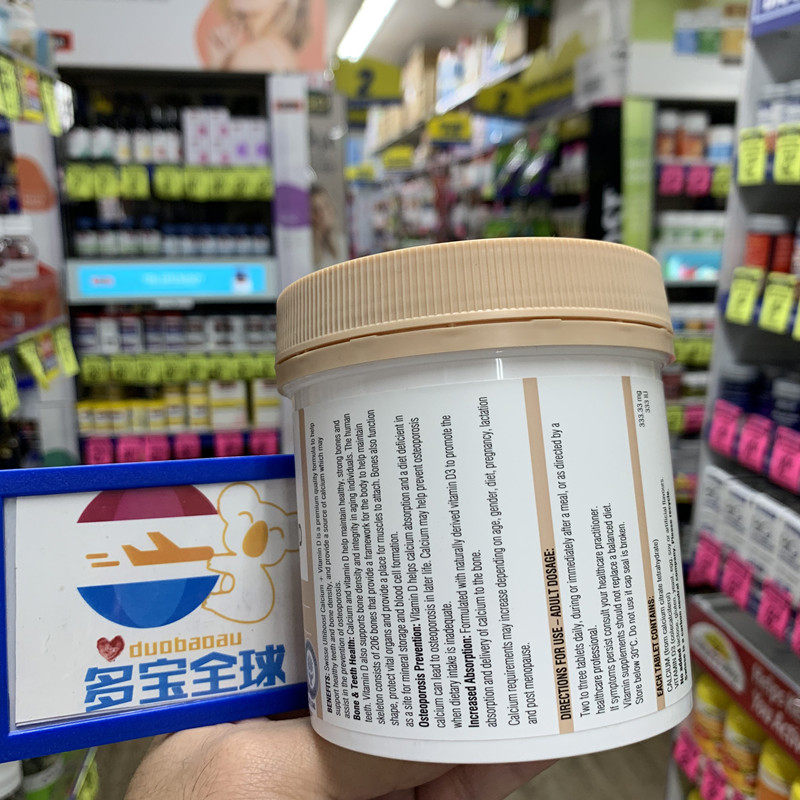 BENEFITS: Swisse Ultiboost Calcium + Vitamin D is a premium quality formula to help
support healthy teeth and bone density, and provide a source of calcium which may
assist in the prevention of osteoporosis.
Bone & Teeth Health: Calcium and vitamin D help maintain healthy, strong bones and
teeth. Vitamin D also supports bone density and integrity in aging individuals. The human
skeleton consists of 206 bones that provide a framework for the body to help maintain
shape, protect vital organs and provide a place for muscles to attach. Bones also function
as a site for mineral storage and blood cell formation.
Osteoporosis Prevention: Vitamin D helps calcium absorption and a diet deficient in
calcium can lead to osteoporosis in later life. Calcium may help prevent osteoporosis
when dietary intake is inadequate.
Increased Absorption: Formulated with naturally derived vitamin D3 to promote the
absorption and delivery of calcium to the bone.
Calcium requirements may increase depending on age, gender, diet, pregnancy, lactation
and post menopause.
DIRECTIONS FOR USE – ADULT DOSAGE:
Two to three tablets daily, during or immediately after a meal, or as directed by a
healthcare professional.
If symptoms persist consult your healthcare practitioner.
Vitamin supplements should not replace a balanced diet.
Store below 30°C. Do not use if cap seal is broken.
EACH TABLET CONTAINS:
CALCIUM (from calcium citrate tetrahydrate) 333.33 mg
333 IU
duobaoau
多宝全球
2